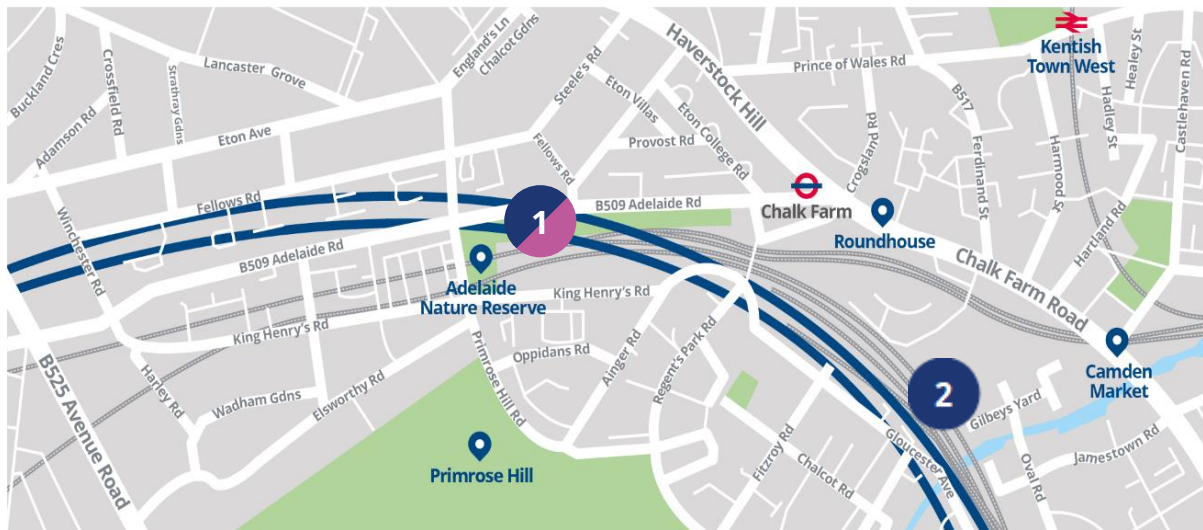 Buckland Cres
Crossfield Rd
Strathray Gdns
Lancaster Grove
England's Ln
Chalcot Gdns
Steele's Rd
Haverstock Hill
Kentish
Town West
Healey St
Prince of Wales Rd
Hadley St
Castlehaven Rd
Adamson Rd
Eton Ave
Eton Villas
Eton College Rd
B517
Provost Rd
Crogsland Rd
Ferdinand St
Harmood St
Fellows Rd
Fellows Rd
Winchester Rd
B509 Adelaide Rd
Chalk Farm
Hartland Rd
1
Roundhouse
B509 Adelaide Rd
Chalk Farm Road
Adelaide
Nature Reserve
King Henry's Rd
King Henry's Rd
B525 Avenue Road
Harley Rd
Primrose Hill Rd
Oppidans Rd
Ainger Rd
Regent's Park Rd
Camden
Market
Elsworthy Rd
Wadham Gdns
2
Gilbeys Yard
Primrose Hill
Fitzroy Rd
Chalcot Rd
Gloucester Ave
Oval Rd
Jamestown Rd